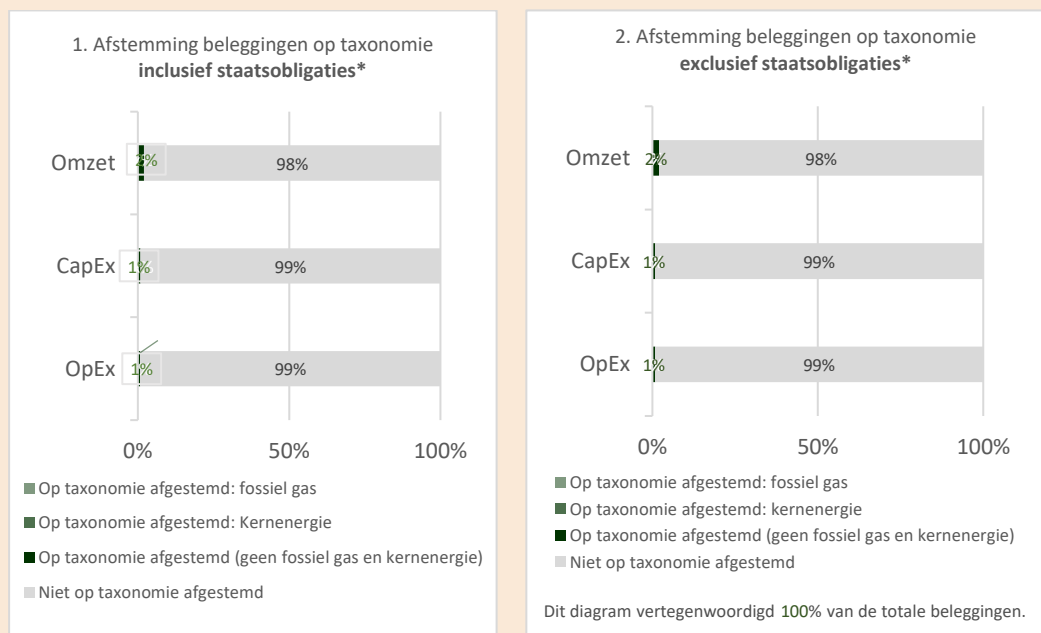 1. Afstemming beleggingen op taxonomie
inclusief staatsobligaties*
Omzet
2%
98%
CapEx
1%
99%
OpEx
1%
99%
0%
50%
100%
Op taxonomie afgestemd: fossiel gas
Op taxonomie afgestemd: Kernenergie
Op taxonomie afgestemd (geen fossiel gas en kernenergie)
Niet op taxonomie afgestemd
2. Afstemming beleggingen op taxonomie
exclusief staatsobligaties*
Omzet
2%
98%
CapEx
1%
99%
OpEx
1%
99%
0%
50%
100%
Op taxonomie afgestemd: fossiel gas
Op taxonomie afgestemd: kernenergie
Op taxonomie afgestemd (geen fossiel gas en kernenergie)
Niet op taxonomie afgestemd
Dit diagram vertegenwoordigd 100% van de totale beleggingen.